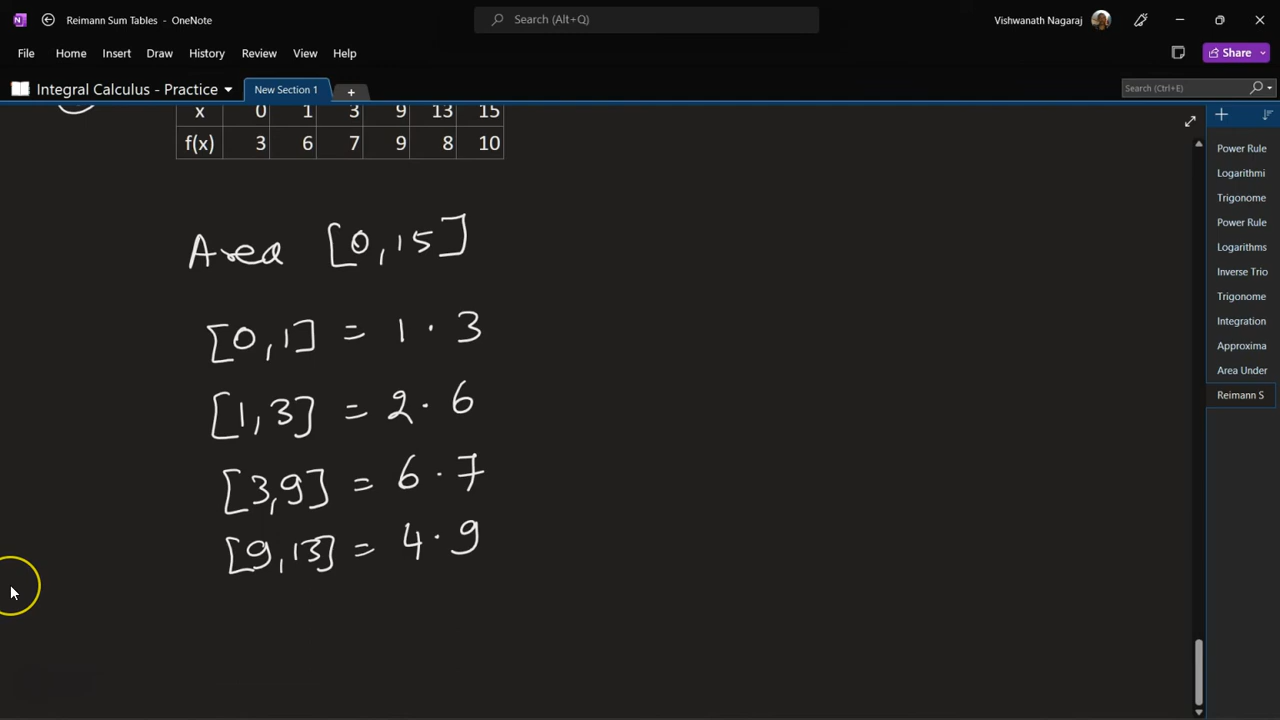 Reimann Sum Tables - OneNote
Search (Alt+Q)
Vishwanath Nagaraj
File Home Insert Draw History Review View Help
Share
Integral Calculus - Practice
New Section 1
+
Search (Ctrl+E)
x 0 1 3 9 13 15
f(x) 3 6 7 9 8 10
Area [0,15]
[0,1] = 1 · 3
[1,3] = 2 · 6
[3,9] = 6 · 7
[9,13] = 4 · 9
Power Rule
Logarithmi
Trigonome
Power Rule
Logarithms
Inverse Trio
Trigonome
Integration
Approxima
Area Under
Reimann S